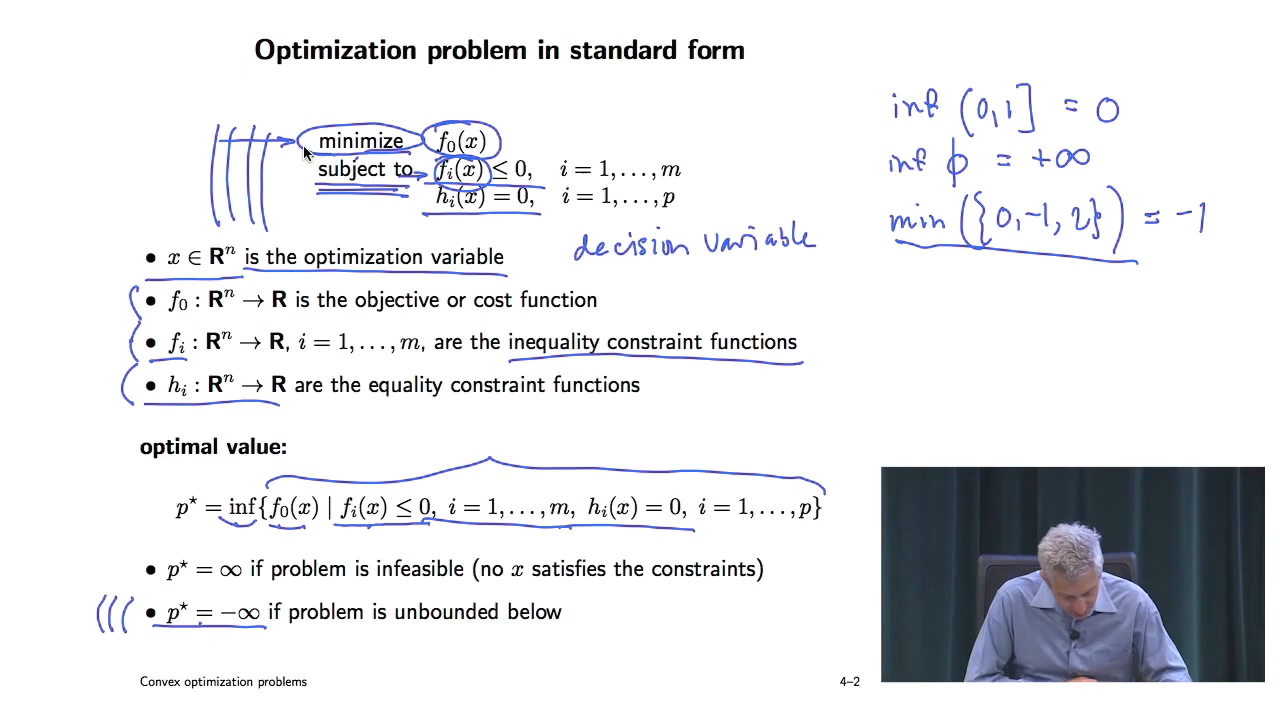 Optimization problem in standard form
minimize f₀(x)
subject to fᵢ(x) ≤ 0, i = 1, . . . , m
hᵢ(x) = 0, i = 1, . . . , p
decision variable
• x ∈ Rⁿ is the optimization variable
• f₀ : Rⁿ → R is the objective or cost function
• fᵢ : Rⁿ → R, i = 1, . . . , m, are the inequality constraint functions
• hᵢ : Rⁿ → R are the equality constraint functions
optimal value:
p⋆ = inf{f₀(x) | fᵢ(x) ≤ 0, i = 1, . . . , m, hᵢ(x) = 0, i = 1, . . . , p}
• p⋆ = ∞ if problem is infeasible (no x satisfies the constraints)
• p⋆ = −∞ if problem is unbounded below
Convex optimization problems 4–2
inf (0,1] = 0
inf ϕ = +∞
min ({0,-1,2}) = -1